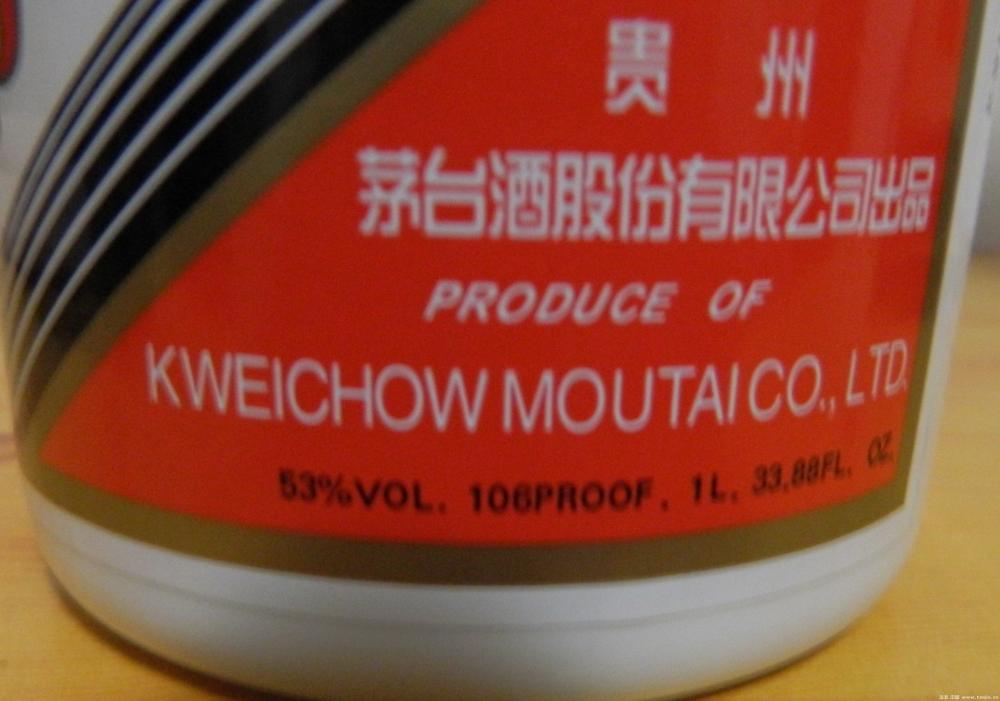 贵州
茅台酒股份有限公司出品
PRODUCE OF
KWEICHOW MOUTAI CO., LTD.
53%VOL. 106PROOF. 1L. 33.88FL. OZ.